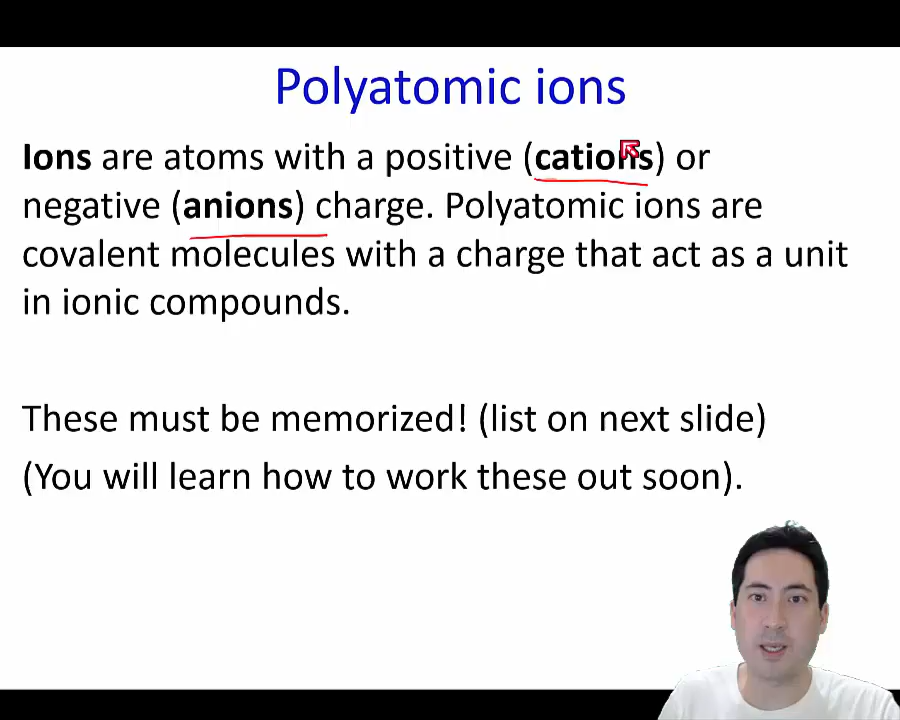 Polyatomic ions
Ions are atoms with a positive (cations) or
negative (anions) charge. Polyatomic ions are
covalent molecules with a charge that act as a unit
in ionic compounds.
These must be memorized! (list on next slide)
(You will learn how to work these out soon).